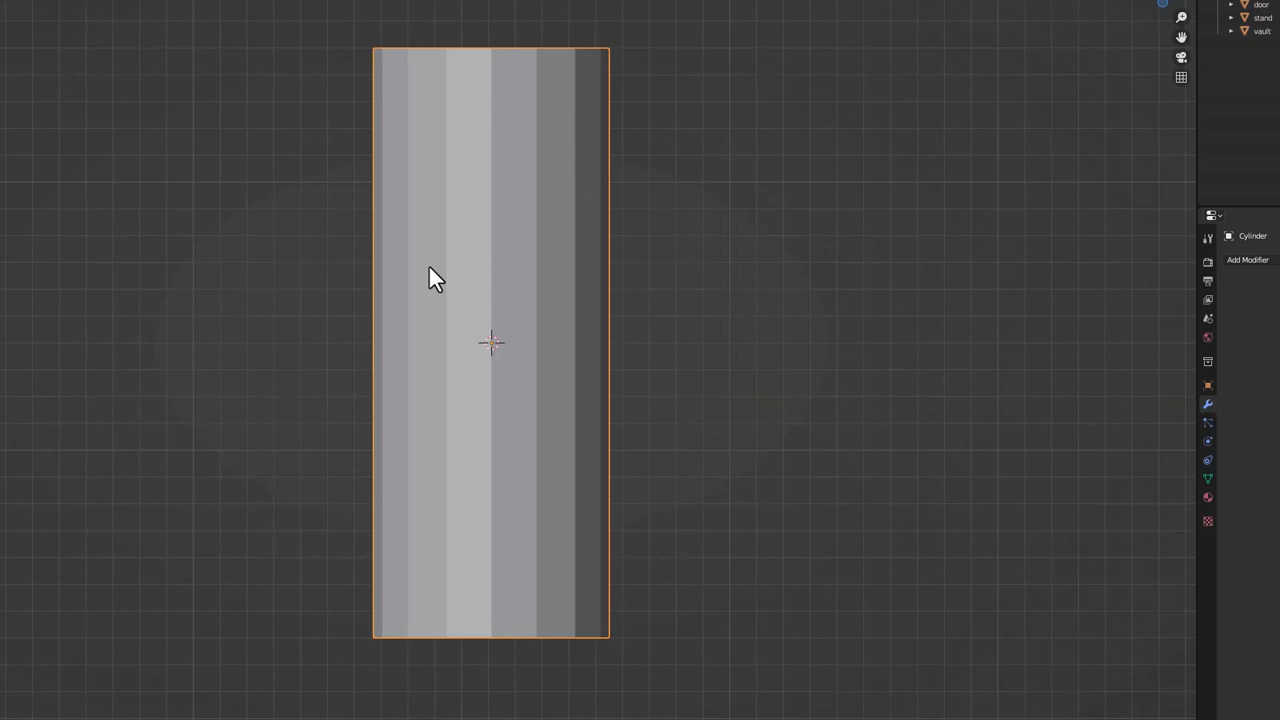 door
stand
vault
Cylinder
Add Modifier